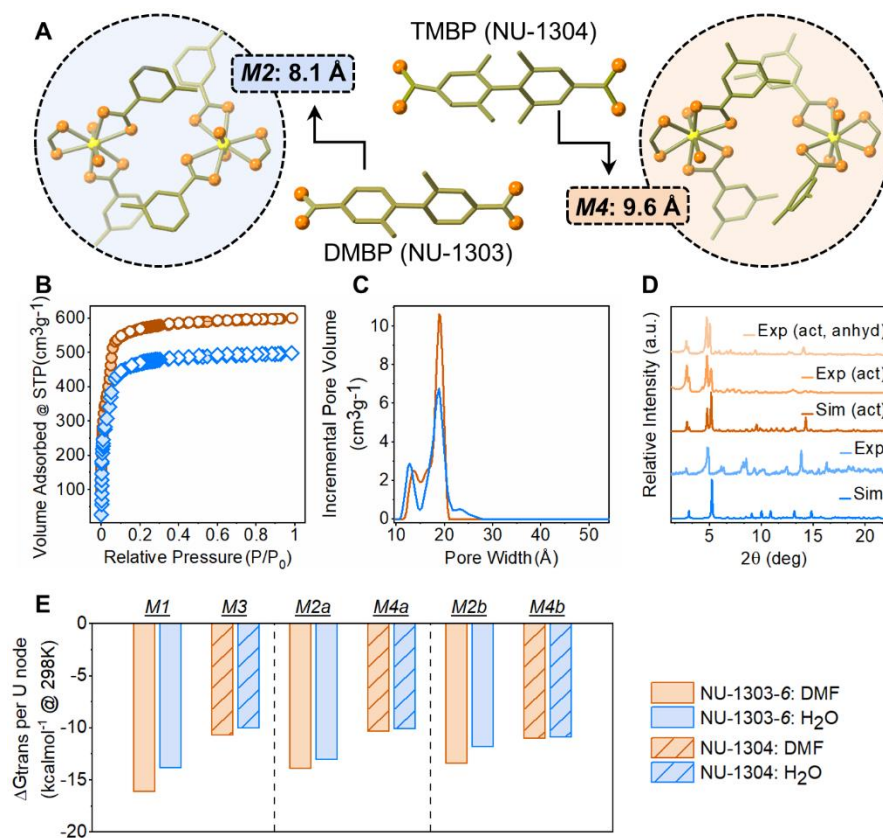 A
TMBP (NU-1304)
M2: 8.1 Å
M4: 9.6 Å
DMBP (NU-1303)
B
Volume Adsorbed @ STP(cm3g-1)
600
500
400
300
200
100
0
0.2
0.4
0.6
0.8
1
Relative Pressure (P/P0)
C
Incremental Pore Volume
(cm3g-1)
10
8
6
4
2
0
10
20
30
40
50
Pore Width (Å)
D
Relative Intensity (a.u.)
Exp (act, anhyd)
Exp (act)
Sim (act)
Exp
Sim
5
10
15
20
2θ (deg)
E
M1
M3
M2a
M4a
M2b
M4b
ΔGtrans per U node
(kcalmol-1 @ 298K)
0
-5
-10
-15
-20
NU-1303-6: DMF
NU-1303-6: H2O
NU-1304: DMF
NU-1304: H2O